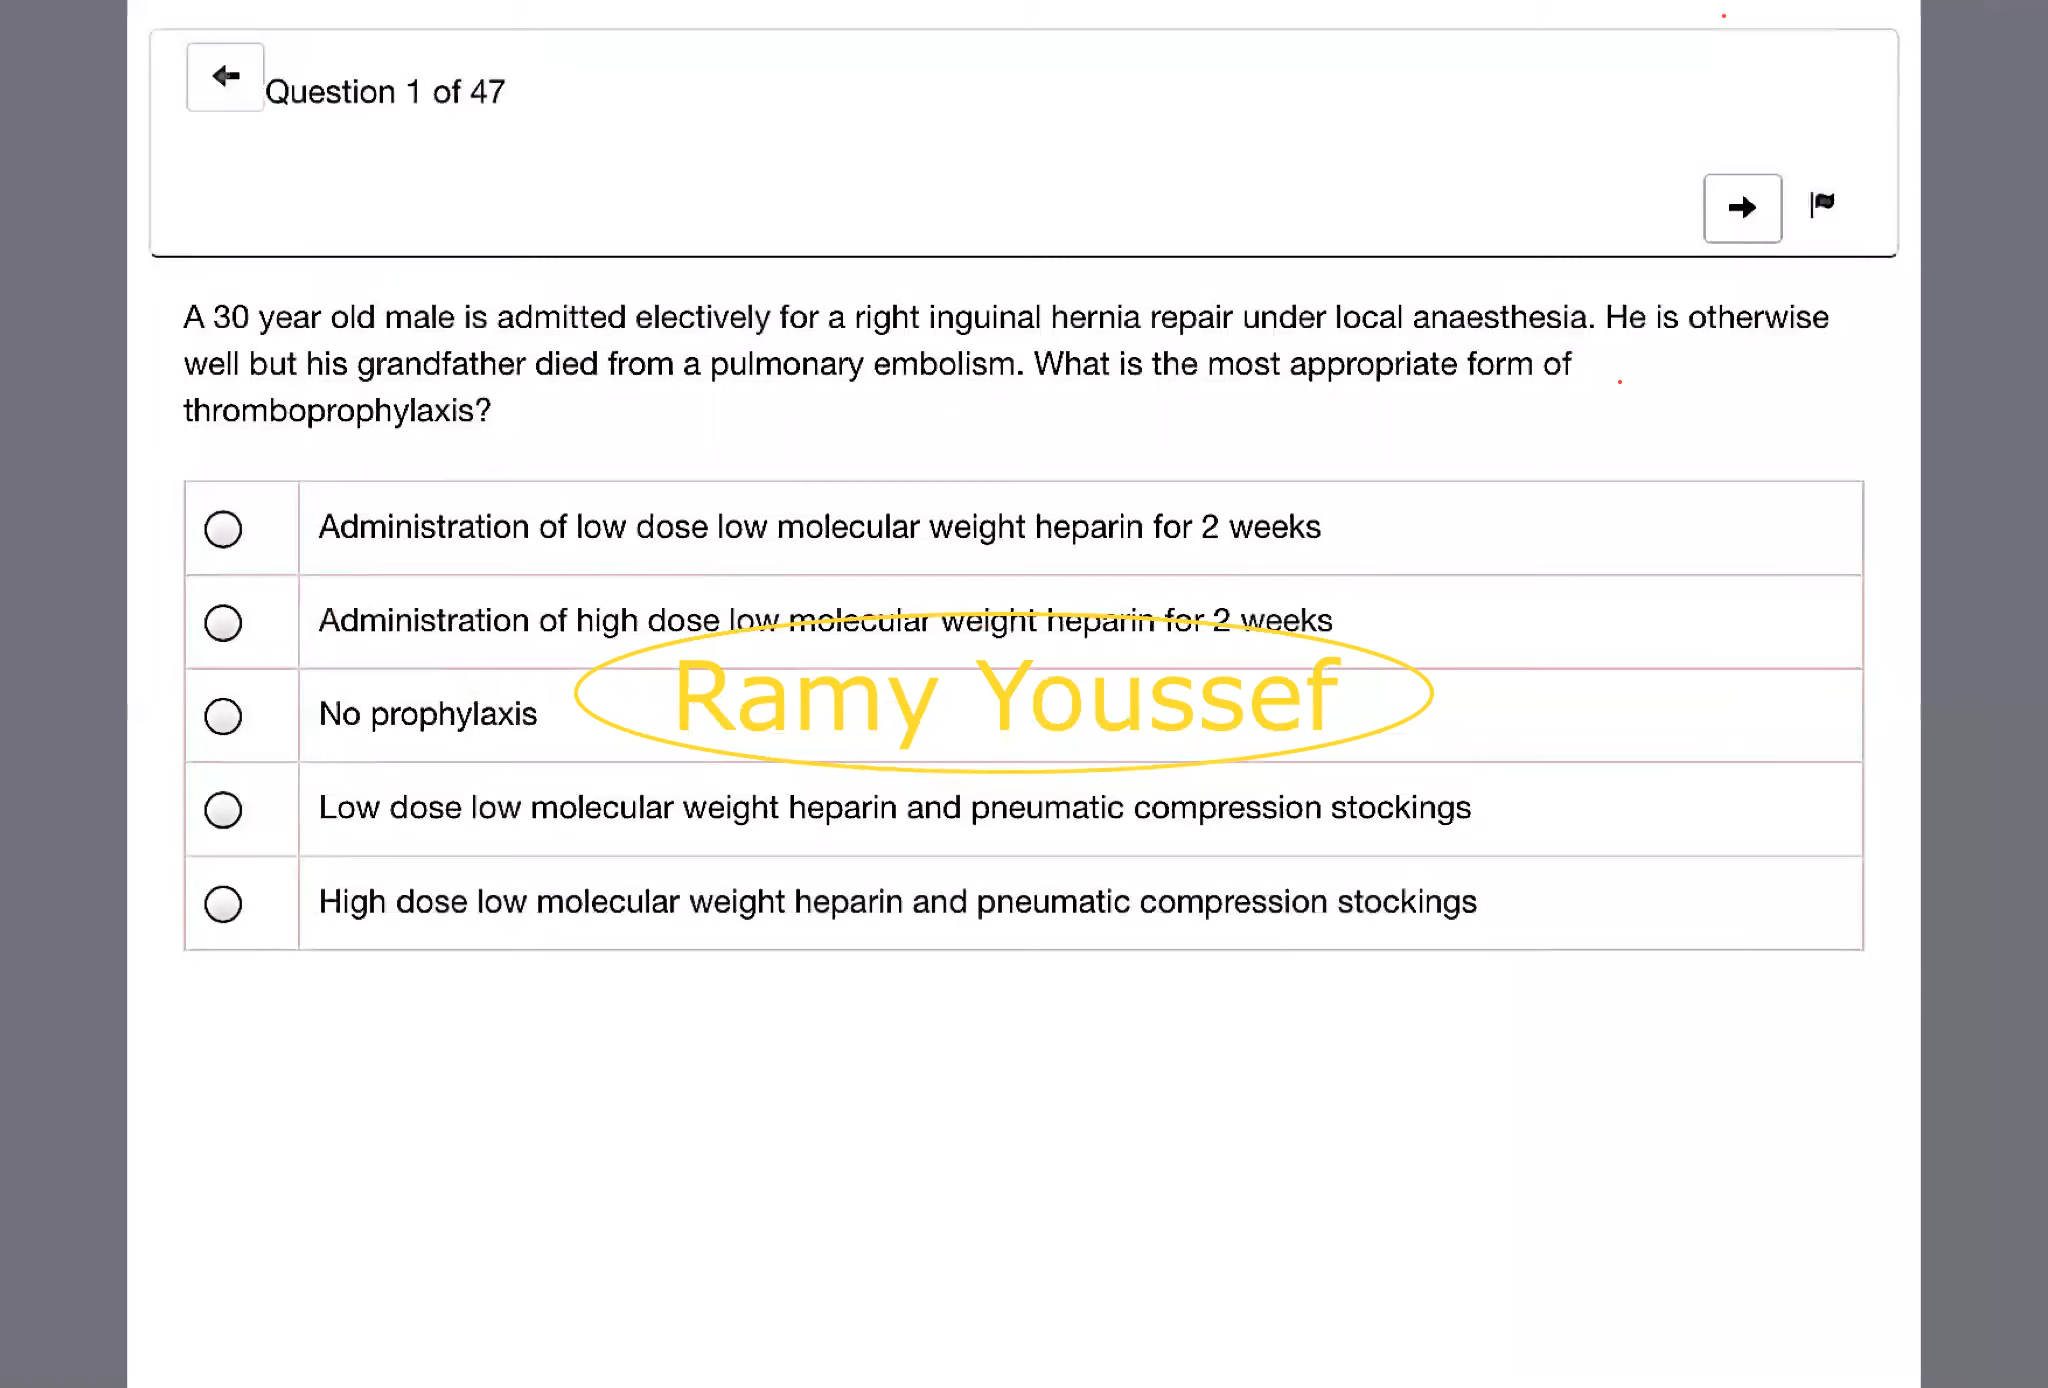 Question 1 of 47
A 30 year old male is admitted electively for a right inguinal hernia repair under local anaesthesia. He is otherwise
well but his grandfather died from a pulmonary embolism. What is the most appropriate form of
thromboprophylaxis?
Administration of low dose low molecular weight heparin for 2 weeks
Administration of high dose low molecular weight heparin for 2 weeks
Ramy Youssef
No prophylaxis
Low dose low molecular weight heparin and pneumatic compression stockings
High dose low molecular weight heparin and pneumatic compression stockings